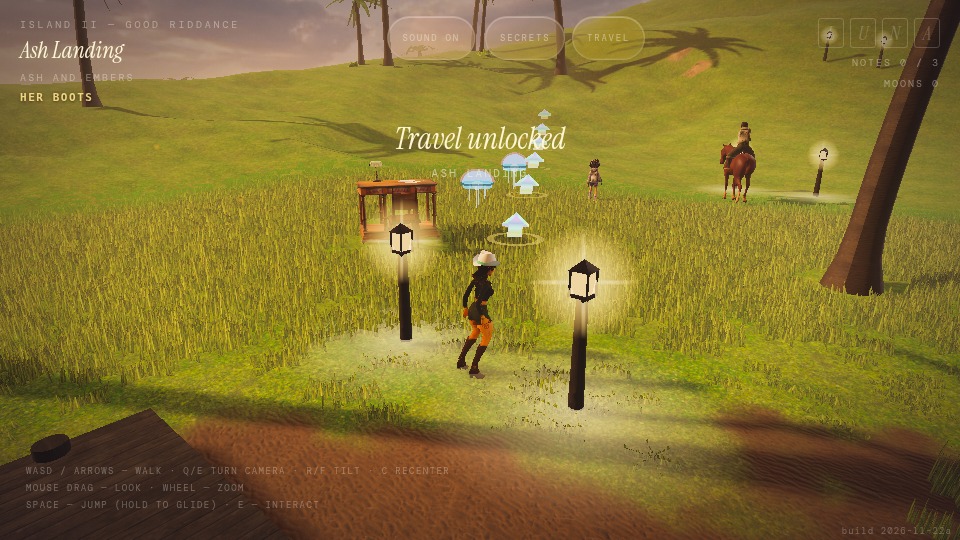 ISLAND II — GOOD RIDDANCE
Ash Landing
ASH AND EMBERS
HER BOOTS
SOUND ON
SECRETS
TRAVEL
L U N A
NOTES 0 / 3
MOONS 0
Travel unlocked
WASD / ARROWS — WALK · Q/E TURN CAMERA · R/F TILT · C RECENTER
MOUSE DRAG — LOOK · WHEEL — ZOOM
SPACE — JUMP (HOLD TO GLIDE) · E — INTERACT
build 2026-11-22a